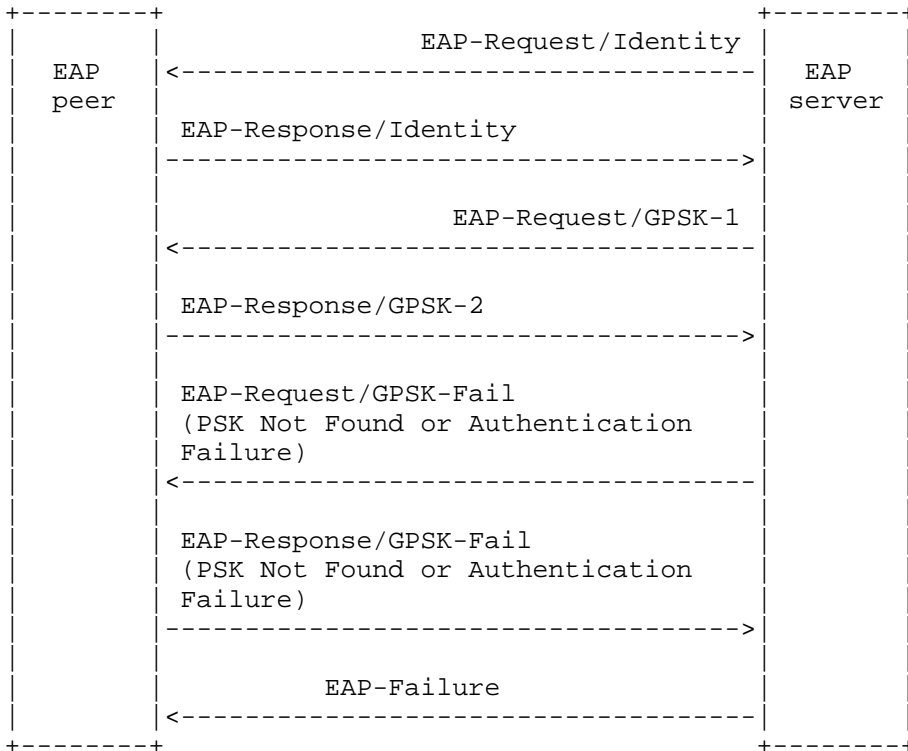 EAP-Request/Identity
EAP EAP
peer server
EAP-Response/Identity
EAP-Request/GPSK-1
EAP-Response/GPSK-2
EAP-Request/GPSK-Fail
(PSK Not Found or Authentication
Failure)
EAP-Response/GPSK-Fail
(PSK Not Found or Authentication
Failure)
EAP-Failure